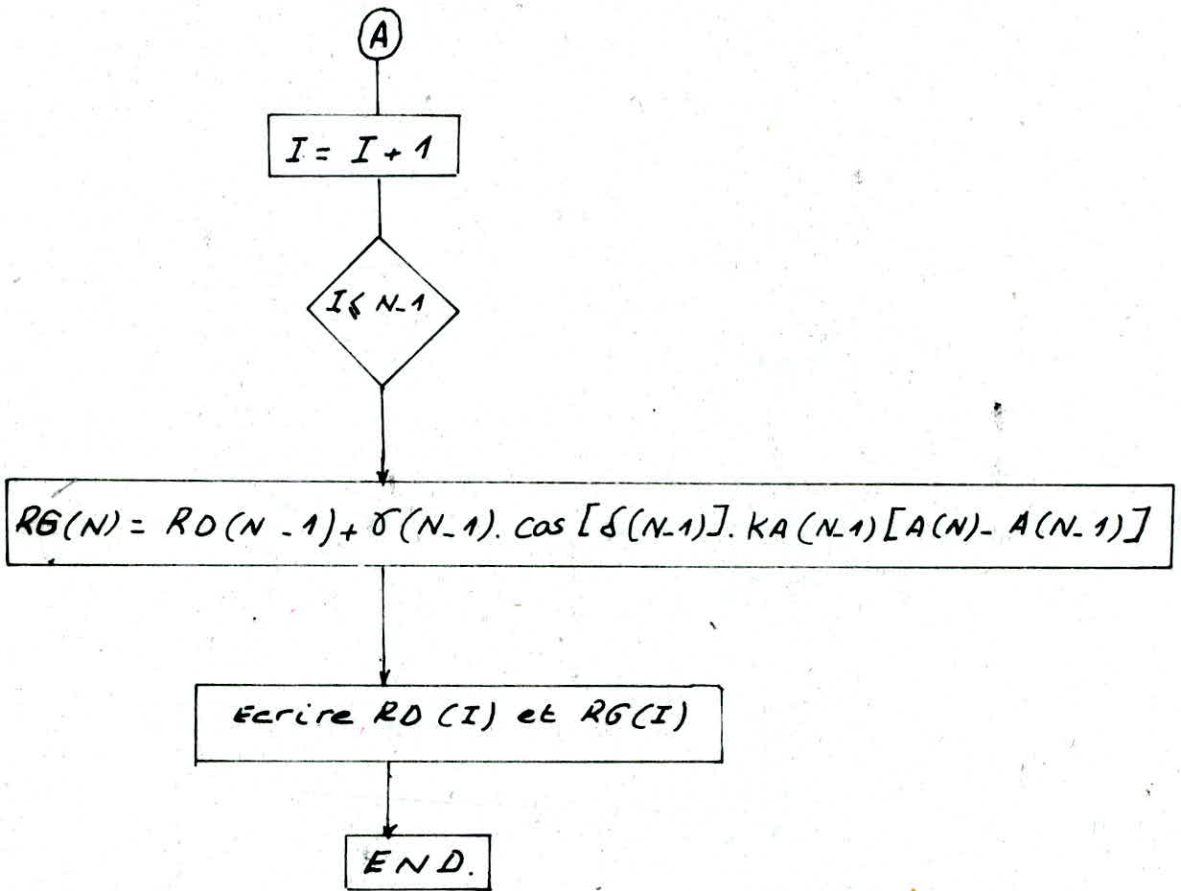 A
I = I + 1
I ≤ N-1
RG(N) = RD(N-1) + γ(N-1). cos [δ(N-1)]. KA(N-1) [A(N) - A(N-1)]
Ecrire RD(I) et RG(I)
END.